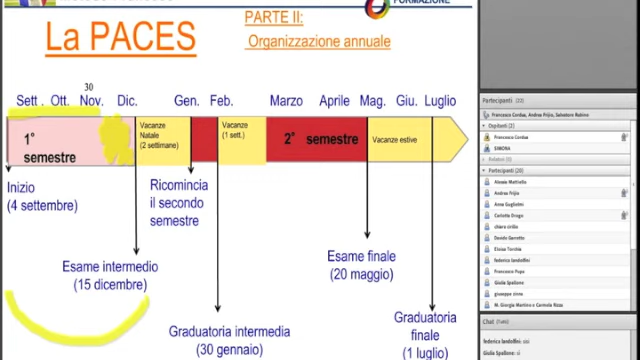 FORMAZIONE
La PACES
PARTE II:
Organizzazione annuale
30
Sett. Ott. Nov. Dic. Gen. Feb. Marzo Aprile Mag. Giu. Luglio
1°
semestre
Vacanze
Natale
(2 settimane)
Vacanze
(1 sett.)
2° semestre
Vacanze estive
Inizio
(4 settembre)
Ricomincia
il secondo
semestre
Esame intermedio
(15 dicembre)
Esame finale
(20 maggio)
Graduatoria intermedia
(30 gennaio)
Graduatoria
finale
(1 luglio)
Partecipanti (22)
Francesco Cordaa, Andrea Frijio, Salvatore Rubino
Ospitanti (2)
Francesco Cordaa
SIMONA
Relatori (0)
Partecipanti (20)
Alessio Mattiello
Andrea Frijio
Anna Guglielmi
Carlotta Drago
chiara cirillo
Davide Garretto
Eloisa Torchia
federica landolfini
Francesco Pupo
Giulia Spallone
giuseppe zinna
M. Giorgia Martino e Carmela Rizza
Chat (Tutti)
federica landolfini: sisi
Giulia Spallone: si